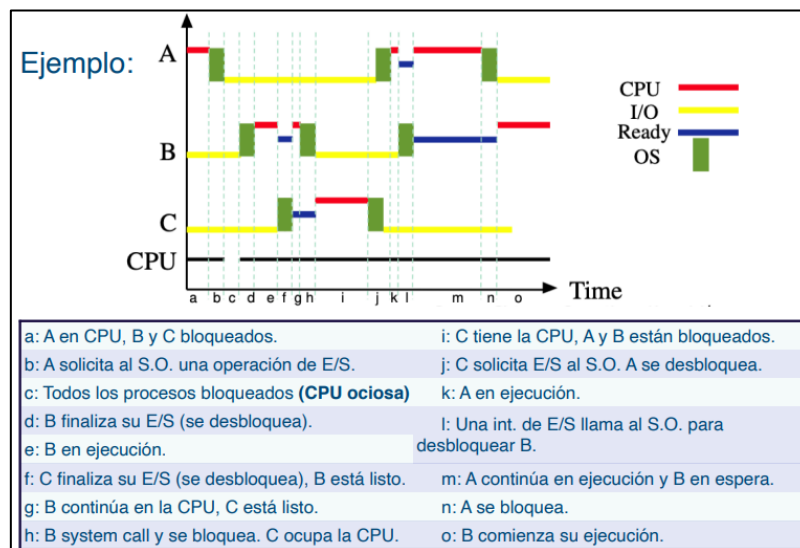 Ejemplo:
A
B
C
CPU
CPU
I/O
Ready
OS
a b c d e f g h i j k l m n o
Time
a: A en CPU, B y C bloqueados.
b: A solicita al S.O. una operación de E/S.
c: Todos los procesos bloqueados (CPU ociosa)
d: B finaliza su E/S (se desbloquea).
e: B en ejecución.
f: C finaliza su E/S (se desbloquea), B está listo.
g: B continúa en la CPU, C está listo.
h: B system call y se bloquea. C ocupa la CPU.
i: C tiene la CPU, A y B están bloqueados.
j: C solicita E/S al S.O. A se desbloquea.
k: A en ejecución.
l: Una int. de E/S llama al S.O. para
desbloquear B.
m: A continúa en ejecución y B en espera.
n: A se bloquea.
o: B comienza su ejecución.